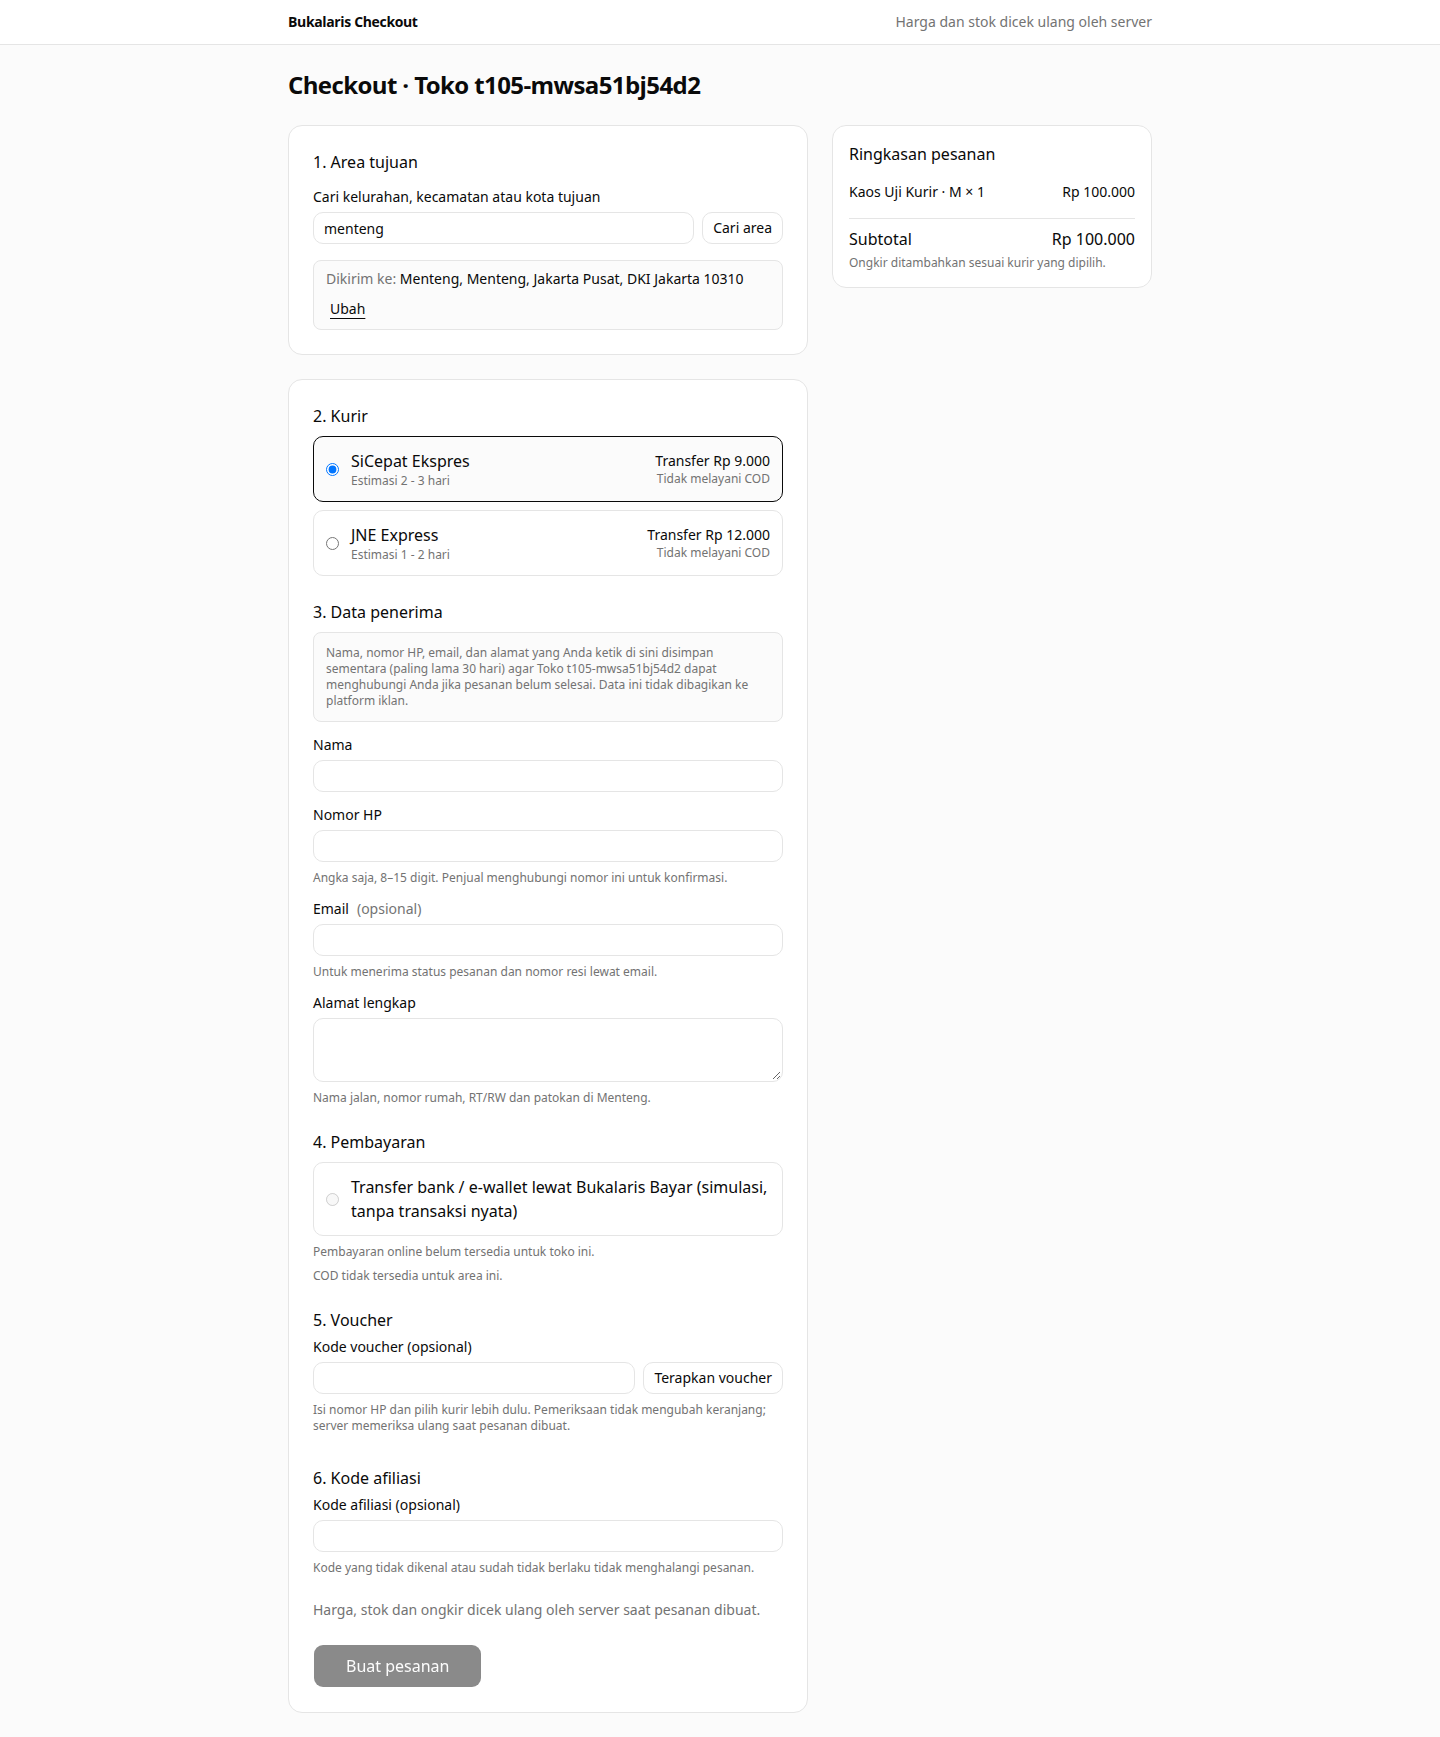 Bukalaris Checkout
Harga dan stok dicek ulang oleh server
Checkout · Toko t105-mwsa51bj54d2
1. Area tujuan
Cari kelurahan, kecamatan atau kota tujuan
menteng
Cari area
Dikirim ke: Menteng, Menteng, Jakarta Pusat, DKI Jakarta 10310
Ubah
Ringkasan pesanan
Kaos Uji Kurir · M × 1 Rp 100.000
Subtotal Rp 100.000
Ongkir ditambahkan sesuai kurir yang dipilih.
2. Kurir
SiCepat Ekspres Transfer Rp 9.000
Estimasi 2 - 3 hari Tidak melayani COD
JNE Express Transfer Rp 12.000
Estimasi 1 - 2 hari Tidak melayani COD
3. Data penerima
Nama, nomor HP, email, dan alamat yang Anda ketik di sini disimpan
sementara (paling lama 30 hari) agar Toko t105-mwsa51bj54d2 dapat
menghubungi Anda jika pesanan belum selesai. Data ini tidak dibagikan ke
platform iklan.
Nama
Nomor HP
Angka saja, 8–15 digit. Penjual menghubungi nomor ini untuk konfirmasi.
Email (opsional)
Untuk menerima status pesanan dan nomor resi lewat email.
Alamat lengkap
Nama jalan, nomor rumah, RT/RW dan patokan di Menteng.
4. Pembayaran
Transfer bank / e-wallet lewat Bukalaris Bayar (simulasi,
tanpa transaksi nyata)
Pembayaran online belum tersedia untuk toko ini.
COD tidak tersedia untuk area ini.
5. Voucher
Kode voucher (opsional)
Terapkan voucher
Isi nomor HP dan pilih kurir lebih dulu. Pemeriksaan tidak mengubah keranjang;
server memeriksa ulang saat pesanan dibuat.
6. Kode afiliasi
Kode afiliasi (opsional)
Kode yang tidak dikenal atau sudah tidak berlaku tidak menghalangi pesanan.
Harga, stok dan ongkir dicek ulang oleh server saat pesanan dibuat.
Buat pesanan